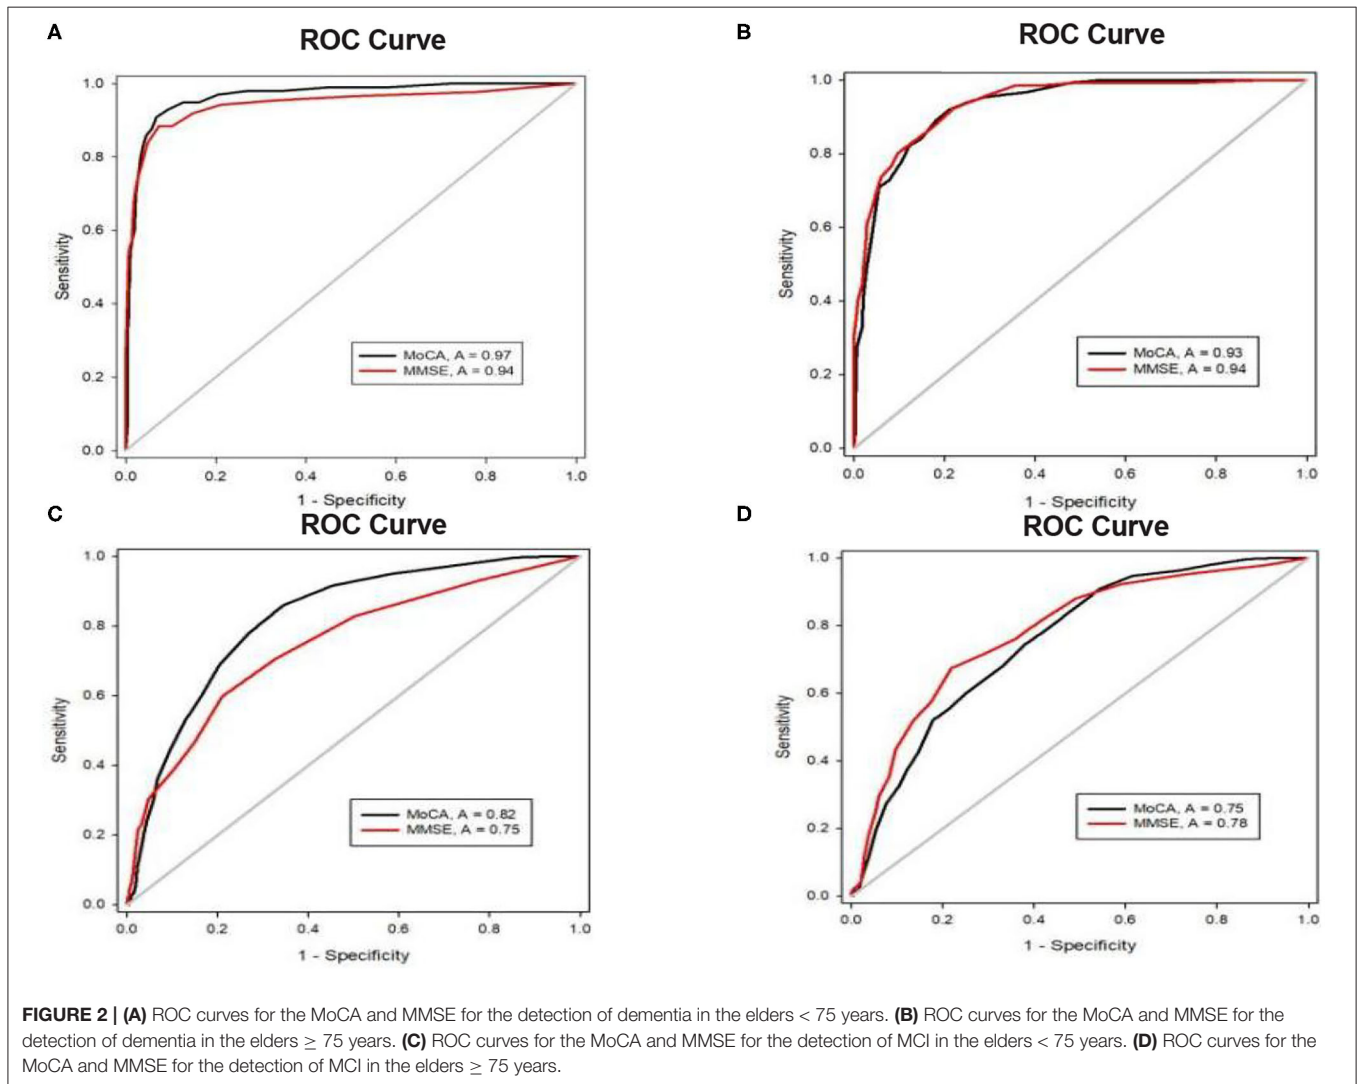 A
ROC Curve
1.0
0.8
0.6
0.4
0.2
0.0
Sensitivity
MoCA, A = 0.97
MMSE, A = 0.94
0.0 0.2 0.4 0.6 0.8 1.0
1 - Specificity
B
ROC Curve
1.0
0.8
0.6
0.4
0.2
0.0
Sensitivity
MoCA, A = 0.93
MMSE, A = 0.94
0.0 0.2 0.4 0.6 0.8 1.0
1 - Specificity
C
ROC Curve
1.0
0.8
0.6
0.4
0.2
0.0
Sensitivity
MoCA, A = 0.82
MMSE, A = 0.75
0.0 0.2 0.4 0.6 0.8 1.0
1 - Specificity
D
ROC Curve
1.0
0.8
0.6
0.4
0.2
0.0
Sensitivity
MoCA, A = 0.75
MMSE, A = 0.78
0.0 0.2 0.4 0.6 0.8 1.0
1 - Specificity
FIGURE 2 | (A) ROC curves for the MoCA and MMSE for the detection of dementia in the elders < 75 years. (B) ROC curves for the MoCA and MMSE for the
detection of dementia in the elders ≥ 75 years. (C) ROC curves for the MoCA and MMSE for the detection of MCI in the elders < 75 years. (D) ROC curves for the
MoCA and MMSE for the detection of MCI in the elders ≥ 75 years.